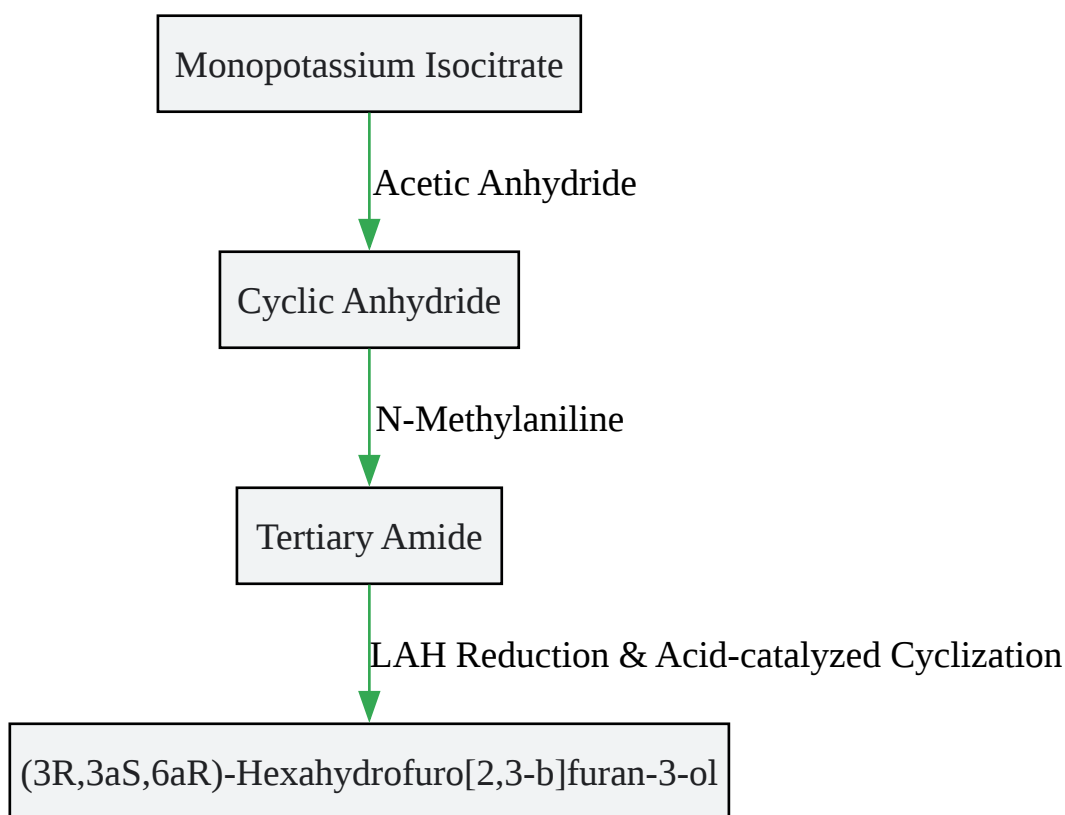 Monopotassium Isocitrate
Acetic Anhydride
Cyclic Anhydride
N-Methylaniline
Tertiary Amide
LAH Reduction & Acid-catalyzed Cyclization
(3R,3aS,6aR)-Hexahydrofuro[2,3-b]furan-3-ol